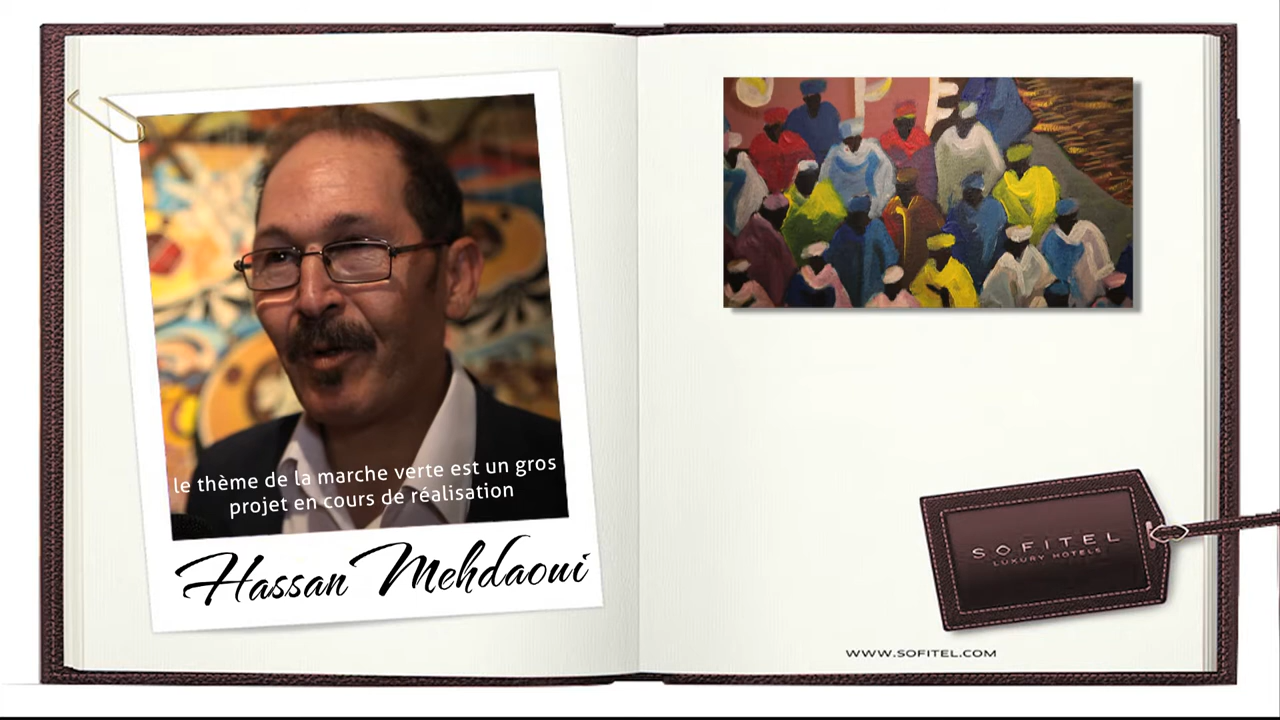 le thème de la marche verte est un gros
projet en cours de réalisation
Hassan Mehdaoui
O P E
SOFITEL
LUXURY HOTELS
WWW.SOFITEL.COM